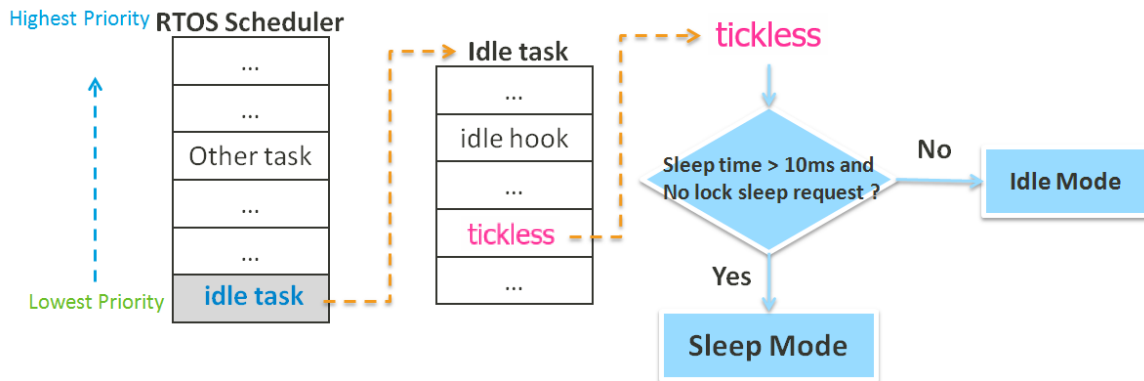 Highest Priority
RTOS Scheduler
...
...
Other task
...
...
idle task
Lowest Priority
Idle task
...
idle hook
...
tickless
...
tickless
Sleep time > 10ms and
No lock sleep request ?
No
Idle Mode
Yes
Sleep Mode